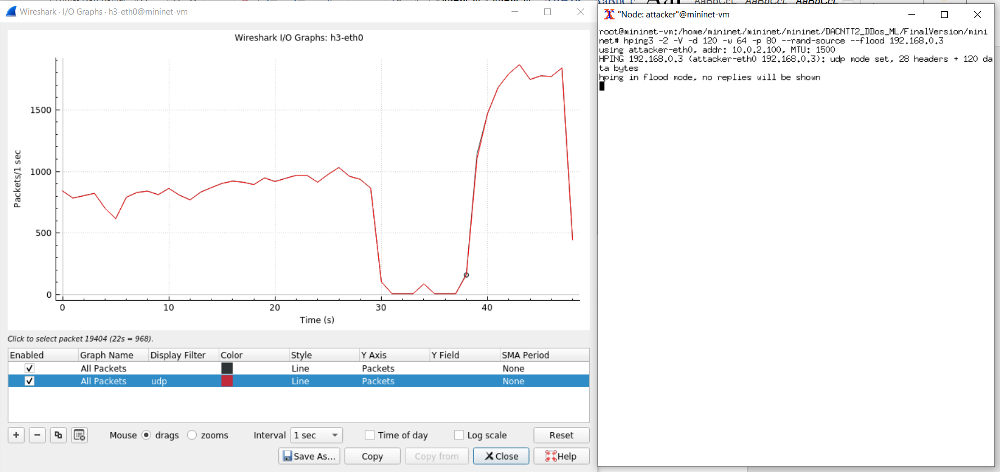 Wireshark · I/O Graphs · h3-eth0@mininet-vm
Wireshark I/O Graphs: h3-eth0
Packets/1 sec
1500
1000
500
0
0 10 20 30 40
Time (s)
Click to select packet 19404 (22s = 968).
Enabled Graph Name Display Filter Color Style Y Axis Y Field SMA Period
All Packets Line Packets None
All Packets udp Line Packets None
Mouse drags zooms Interval 1 sec Time of day Log scale Reset
Save As... Copy Copy from Close Help
"Node: attacker"@mininet-vm
root@mininet-vm:/home/mininet/mininet/mininet/DACNTT2_DDos_ML/FinalVersion/mini
net# hping3 -2 -V -d 120 -w 64 -p 80 --rand-source --flood 192.168.0.3
using attacker-eth0, addr: 10.0.2.100, MTU: 1500
HPING 192.168.0.3 (attacker-eth0 192.168.0.3): udp mode set, 28 headers + 120 da
ta bytes
hping in flood mode, no replies will be shown